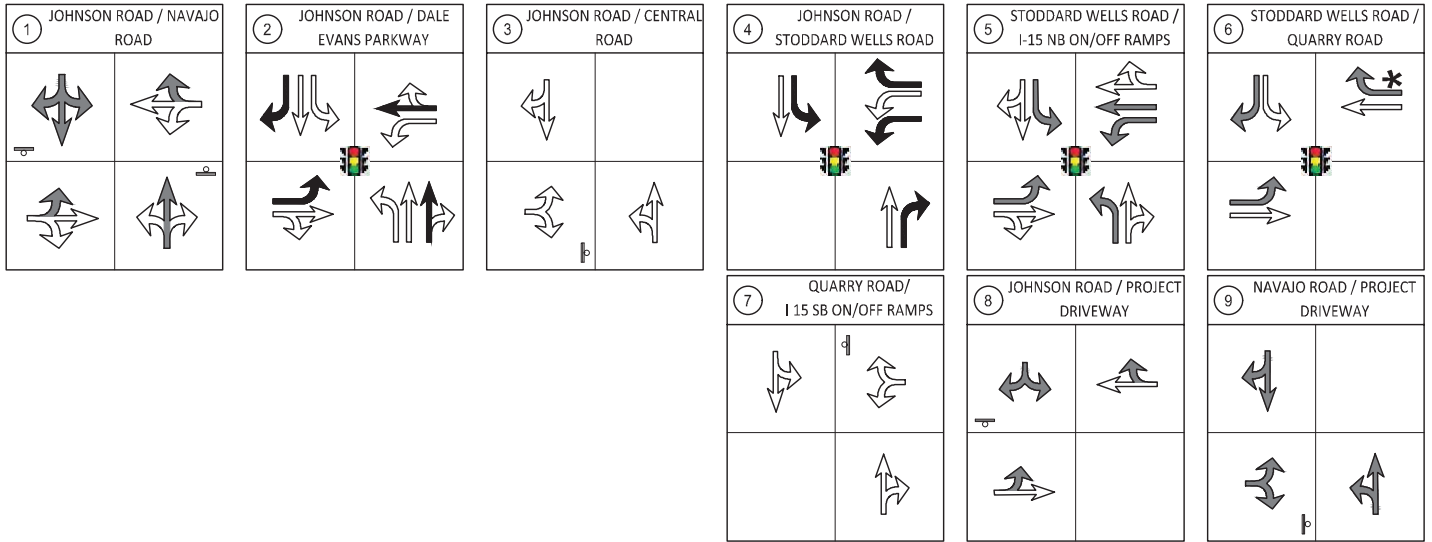 1
JOHNSON ROAD / NAVAJO
ROAD
2
JOHNSON ROAD / DALE
EVANS PARKWAY
3
JOHNSON ROAD / CENTRAL
ROAD
4
JOHNSON ROAD /
STODDARD WELLS ROAD
5
STODDARD WELLS ROAD /
I-15 NB ON/OFF RAMPS
6
STODDARD WELLS ROAD /
QUARRY ROAD
*
7
QUARRY ROAD/
I 15 SB ON/OFF RAMPS
8
JOHNSON ROAD / PROJECT
DRIVEWAY
9
NAVAJO ROAD / PROJECT
DRIVEWAY